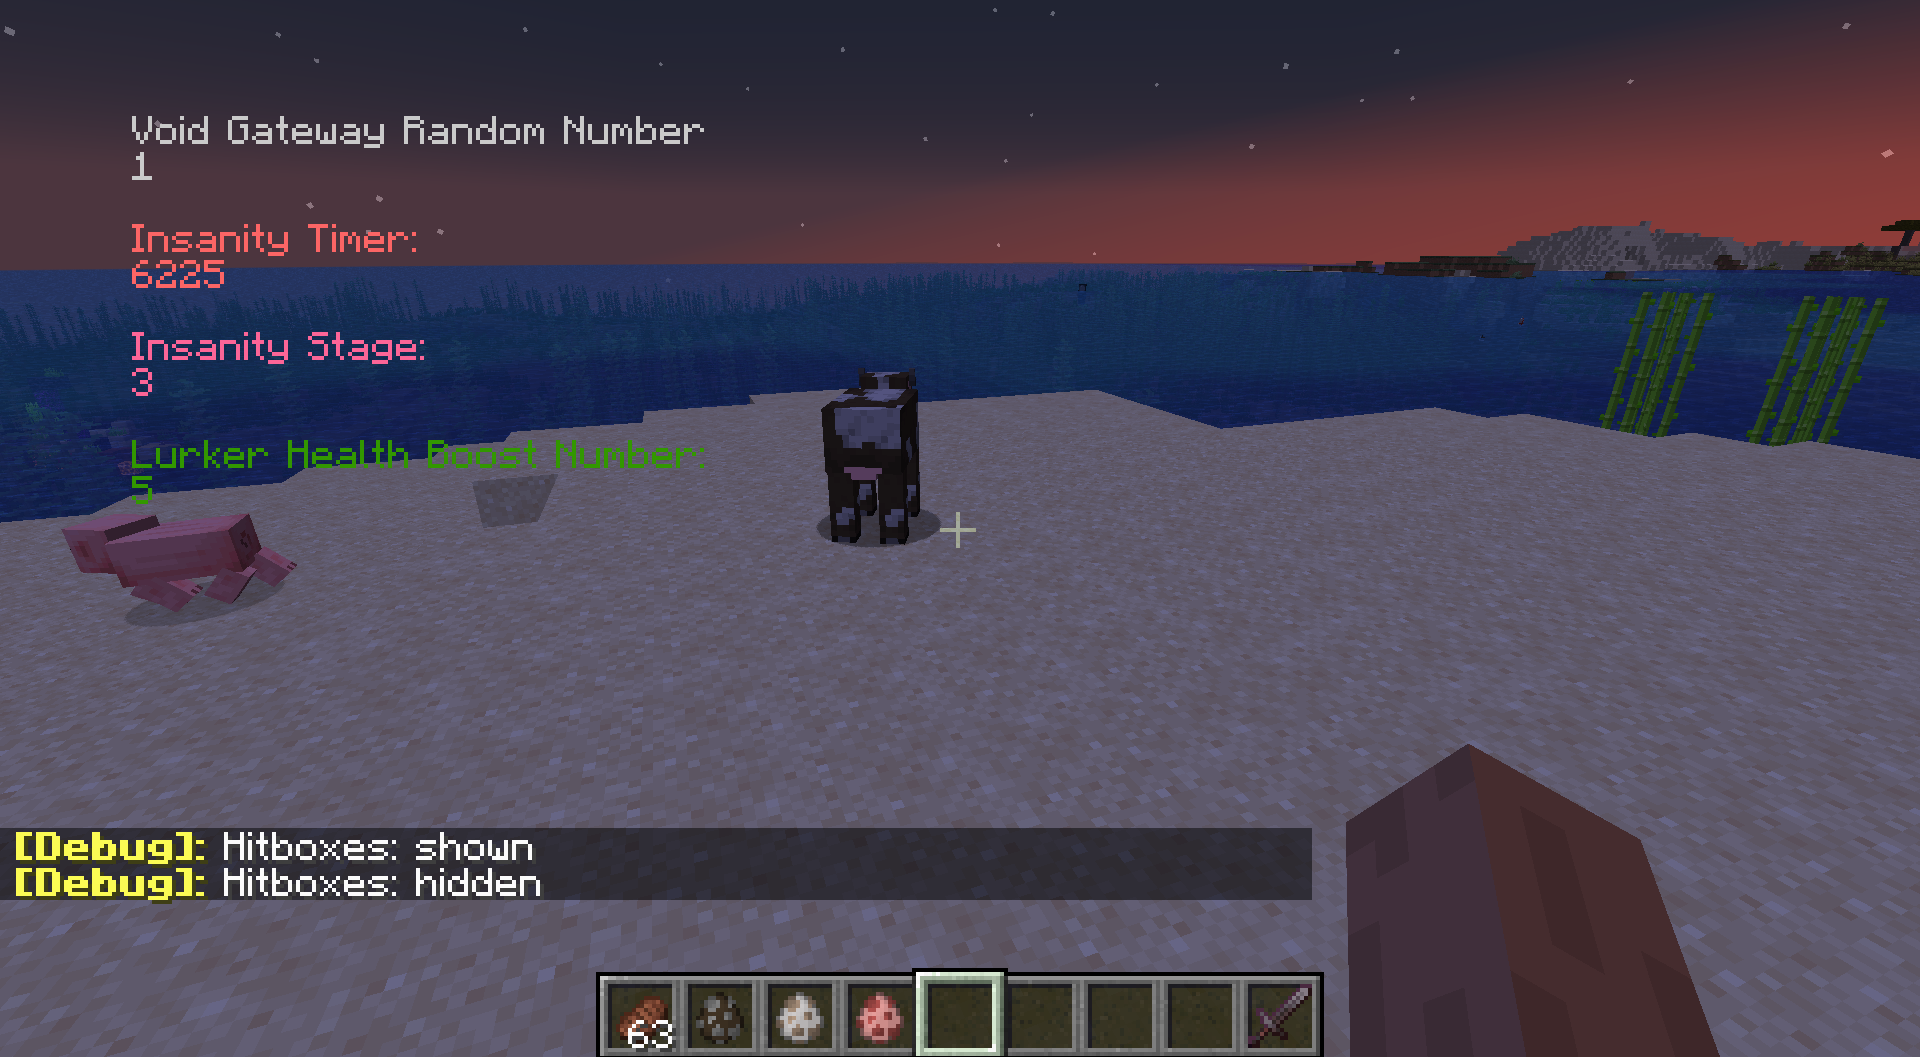 Void Gateway Random Number
1
Insanity Timer:
6225
Insanity Stage:
3
Lurker Health Boost Number:
5
[Debug]: Hitboxes: shown
[Debug]: Hitboxes: hidden
63